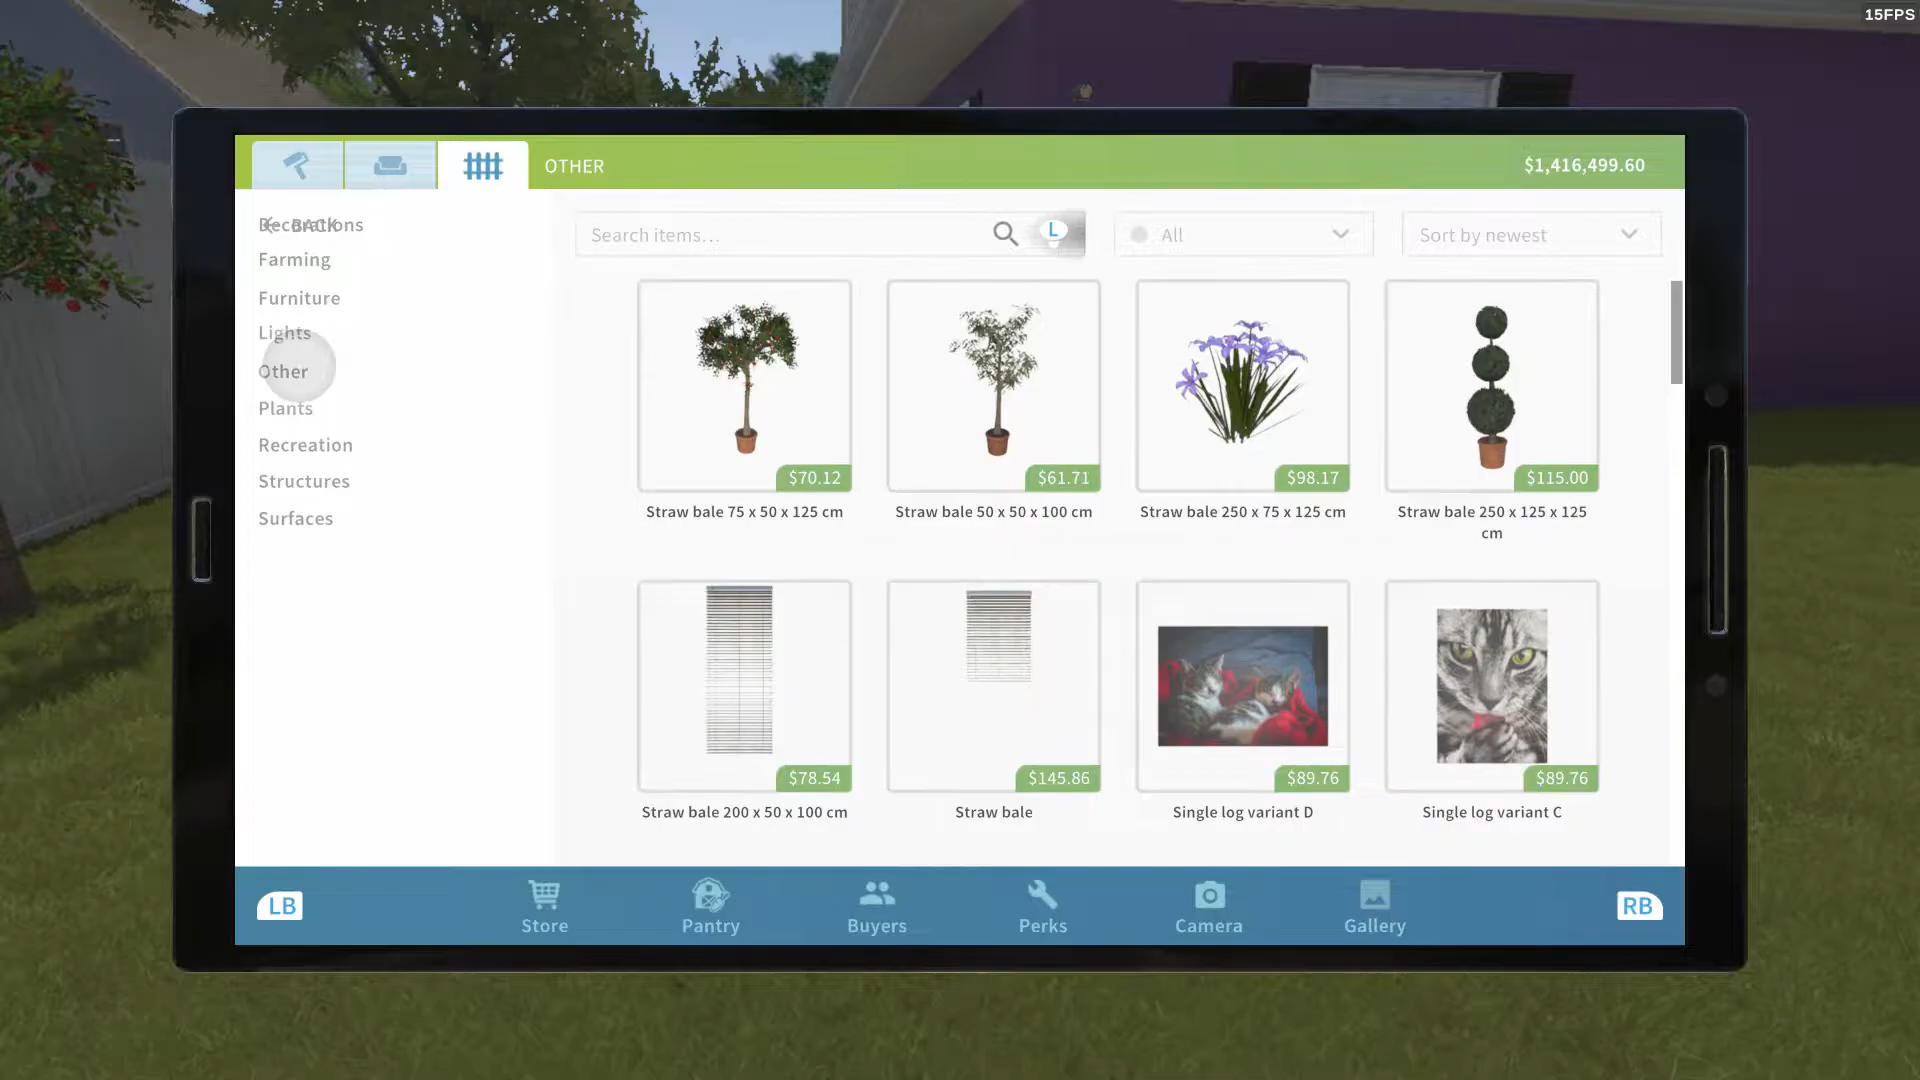 15FPS
OTHER
$1,416,499.60
BACK
Decorations
Farming
Furniture
Lights
Other
Plants
Recreation
Structures
Surfaces
Search items...
L
All
Sort by newest
$70.12
$61.71
$98.17
$115.00
Straw bale 75 x 50 x 125 cm
Straw bale 50 x 50 x 100 cm
Straw bale 250 x 75 x 125 cm
Straw bale 250 x 125 x 125
cm
$78.54
$145.86
$89.76
$89.76
Straw bale 200 x 50 x 100 cm
Straw bale
Single log variant D
Single log variant C
LB
Store
Pantry
Buyers
Perks
Camera
Gallery
RB